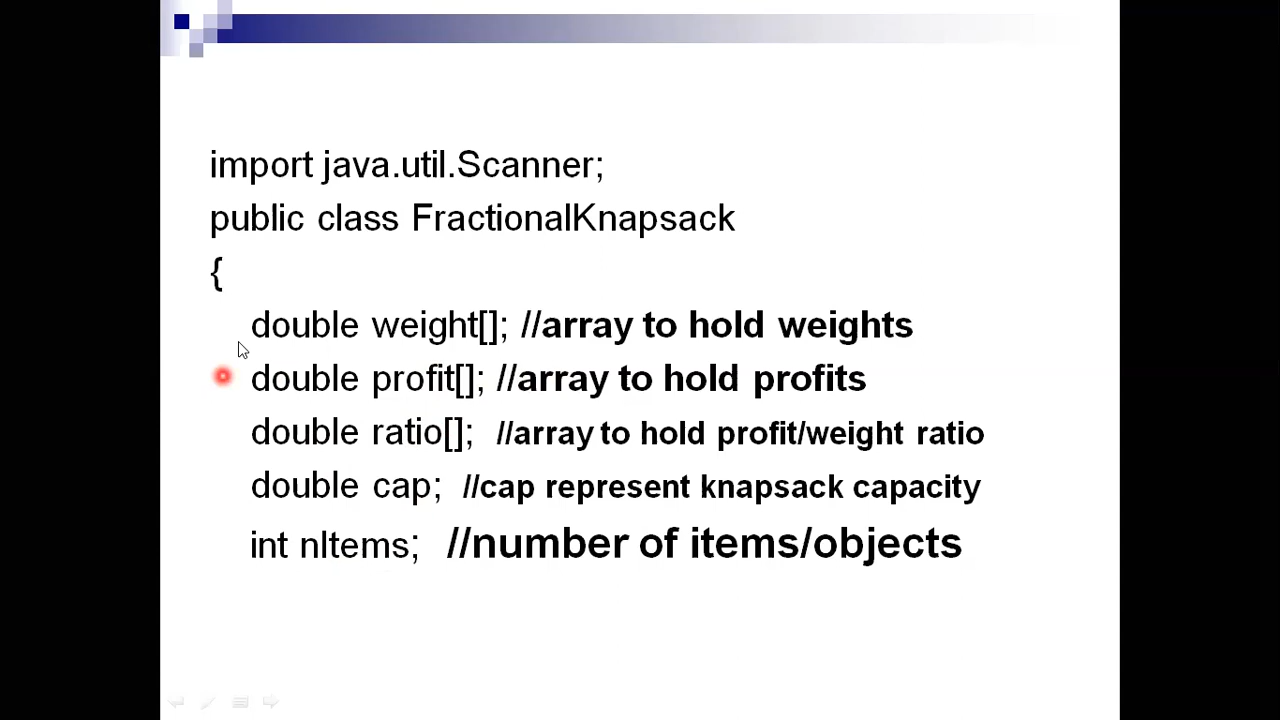 import java.util.Scanner;
public class FractionalKnapsack
{
double weight[]; //array to hold weights
double profit[]; //array to hold profits
double ratio[]; //array to hold profit/weight ratio
double cap; //cap represent knapsack capacity
int nItems; //number of items/objects